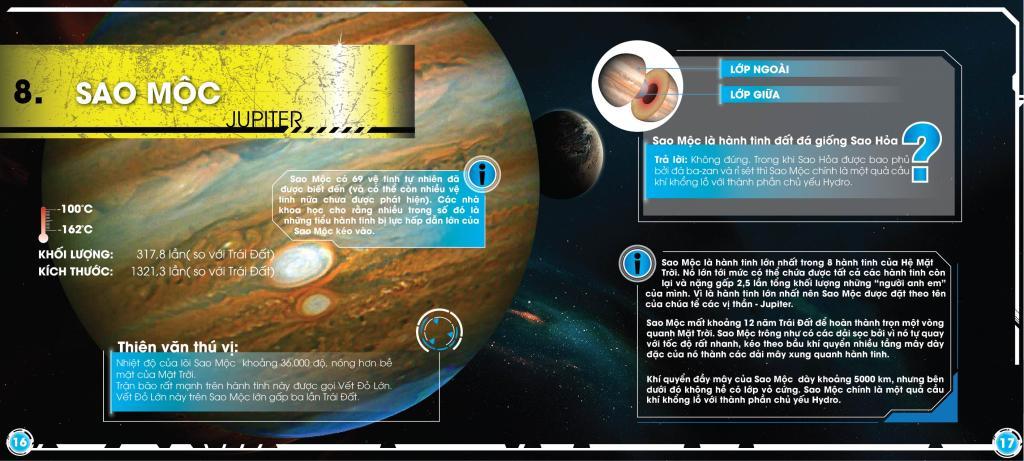 8. SAO MỘC
JUPITER
Sao Mộc có 69 vệ tinh tự nhiên đã
được biết đến (và có thể còn nhiều vệ
tinh nữa chưa được phát hiện). Các nhà
khoa học cho rằng nhiều trong số đó là
những tiểu hành tinh bị lực hấp dẫn lớn của
Sao Mộc kéo vào.
-100°C
-162°C
KHỐI LƯỢNG: 317,8 lần( so với Trái Đất)
KÍCH THƯỚC: 1321,3 lần( so với Trái Đất)
Thiên văn thú vị:
Nhiệt độ của lõi Sao Mộc khoảng 36.000 độ, nóng hơn bề
mặt của Mặt Trời.
Trận bão rất mạnh trên hành tinh này được gọi Vết Đỏ Lớn.
Vết Đỏ Lớn này trên Sao Mộc lớn gấp ba lần Trái Đất.
16
LỚP NGOÀI
LỚP GIỮA
Sao Mộc là hành tinh đất đá giống Sao Hỏa
?
Trả lời: Không đúng. Trong khi Sao Hỏa được bao phủ
bởi đá ba-zan và rỉ sét thì Sao Mộc chính là một quả cầu
khí khổng lồ với thành phần chủ yếu Hydro.
i
Sao Mộc là hành tinh lớn nhất trong 8 hành tinh của Hệ Mặt
Trời. Nó lớn tới mức có thể chứa được tất cả các hành tinh còn
lại và nặng gấp 2,5 lần tổng khối lượng những "người anh em"
của mình. Vì là hành tinh lớn nhất nên Sao Mộc được đặt theo tên
của chúa tể các vị thần - Jupiter.
Sao Mộc mất khoảng 12 năm Trái Đất để hoàn thành trọn một vòng
quanh Mặt Trời. Sao Mộc trông như có các dải sọc bởi vì nó tự quay
với tốc độ rất nhanh, kéo theo bầu khí quyển nhiều tầng mây dày
đặc của nó thành các dải mây xung quanh hành tinh.
Khí quyển đầy mây của Sao Mộc dày khoảng 5000 km, nhưng bên
dưới đó không hề có lớp vỏ cứng. Sao Mộc chính là một quả cầu
khí khổng lồ với thành phần chủ yếu Hydro.
17